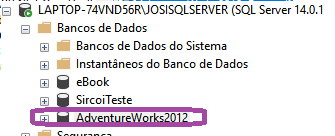 LAPTOP-74VND56R\JOSISQLSERVER (SQL Server 14.0.1
Bancos de Dados
Bancos de Dados do Sistema
Instantâneos do Banco de Dados
eBook
SircoiTeste
AdventureWorks2012
Segurança